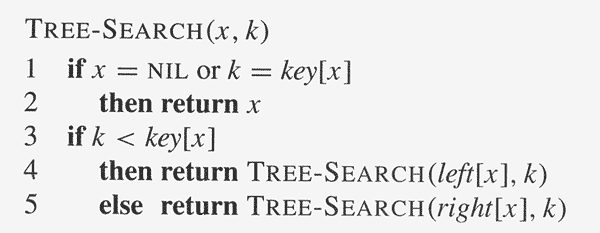 TREE-SEARCH(x, k)
1 if x = NIL or k = key[x]
2 then return x
3 if k < key[x]
4 then return TREE-SEARCH(left[x], k)
5 else return TREE-SEARCH(right[x], k)